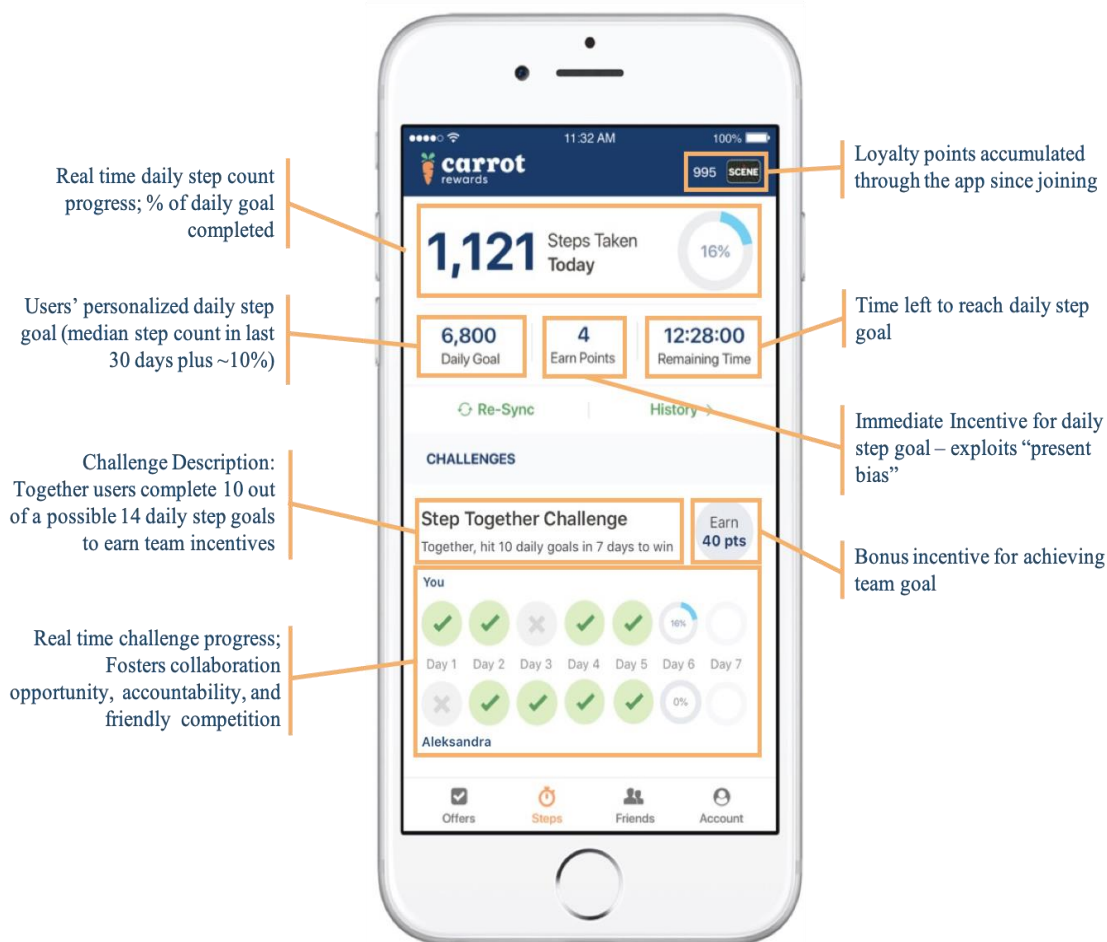 11:32 AM
100%
carrot
rewards
995 SCENE
Real time daily step count
progress; % of daily goal
completed
Loyalty points accumulated
through the app since joining
1,121 Steps Taken
Today
16%
Users’ personalized daily step
goal (median step count in last
30 days plus ~10%)
6,800
Daily Goal
4
Earn Points
12:28:00
Remaining Time
Time left to reach daily step
goal
Re-Sync
History >
Immediate Incentive for daily
step goal – exploits “present
bias”
CHALLENGES
Challenge Description:
Together users complete 10 out
of a possible 14 daily step goals
to earn team incentives
Step Together Challenge
Together, hit 10 daily goals in 7 days to win
Earn
40 pts
Bonus incentive for achieving
team goal
Real time challenge progress;
Fosters collaboration
opportunity, accountability, and
friendly competition
You
16%
Day 1 Day 2 Day 3 Day 4 Day 5 Day 6 Day 7
0%
Aleksandra
Offers Steps Friends Account